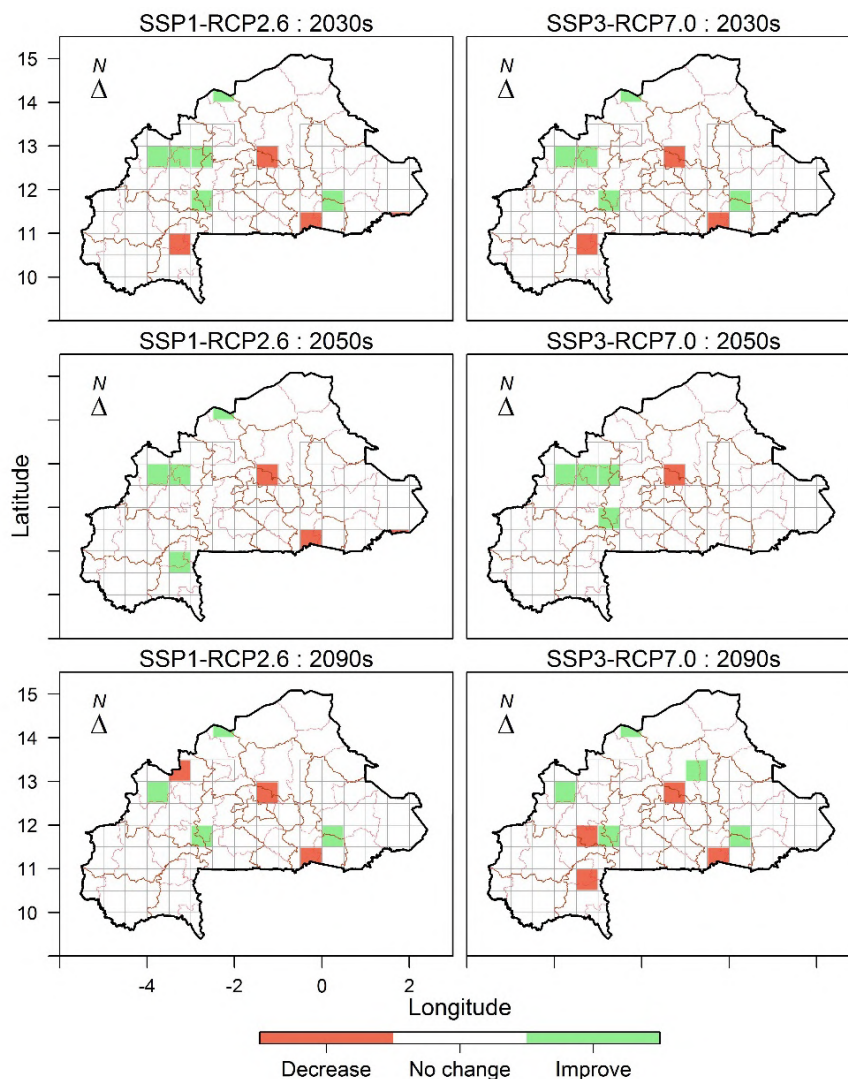 SSP1-RCP2.6 : 2030s
SSP3-RCP7.0 : 2030s
15
14
13
12
11
10
N
Δ
N
Δ
SSP1-RCP2.6 : 2050s
SSP3-RCP7.0 : 2050s
N
Δ
N
Δ
Latitude
SSP1-RCP2.6 : 2090s
SSP3-RCP7.0 : 2090s
15
14
13
12
11
10
N
Δ
N
Δ
-4 -2 0 2
Longitude
Decrease No change Improve